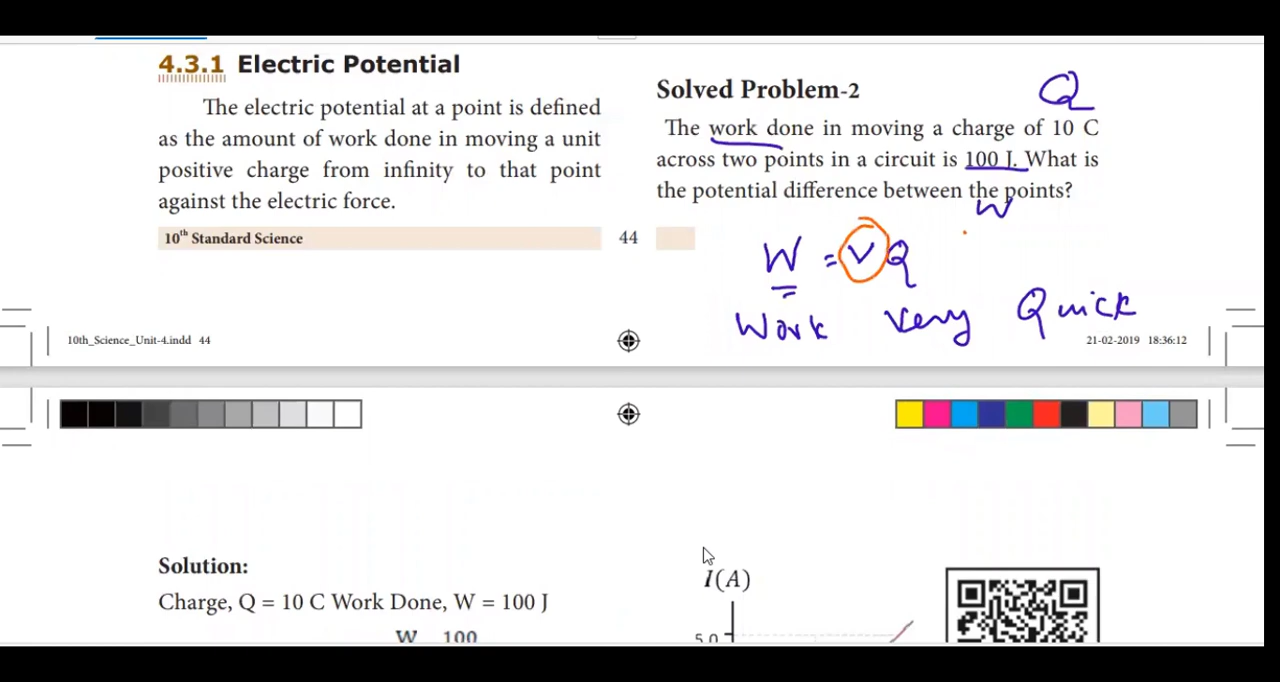 4.3.1 Electric Potential
The electric potential at a point is defined
as the amount of work done in moving a unit
positive charge from infinity to that point
against the electric force.
10th Standard Science
44
Solved Problem-2
Q
The work done in moving a charge of 10 C
across two points in a circuit is 100 J. What is
the potential difference between the points?
W
W = V Q
Work Very Quick
10th_Science_Unit-4.indd 44
21-02-2019 18:36:12
Solution:
Charge, Q = 10 C Work Done, W = 100 J
W 100
I(A)
5.0